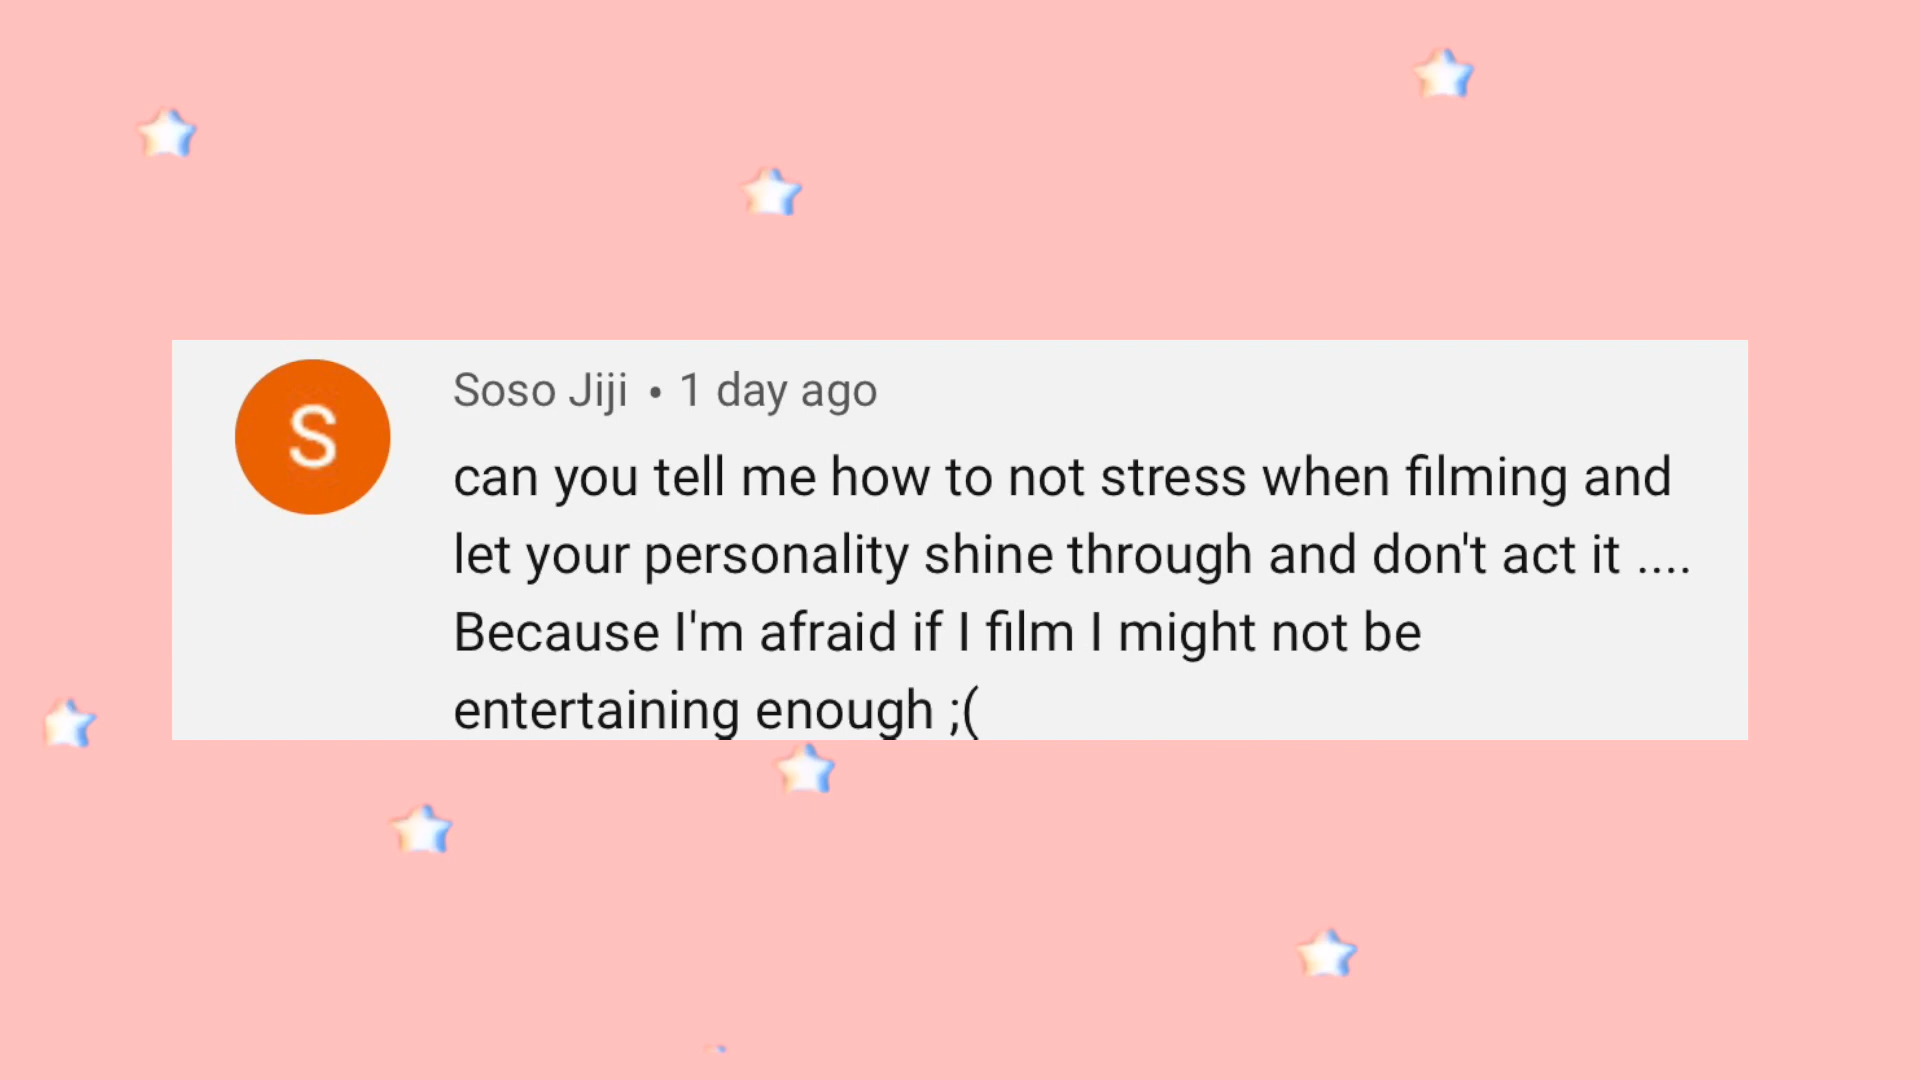 S
Soso Jiji • 1 day ago
can you tell me how to not stress when filming and
let your personality shine through and don't act it ....
Because I'm afraid if I film I might not be
entertaining enough ;(